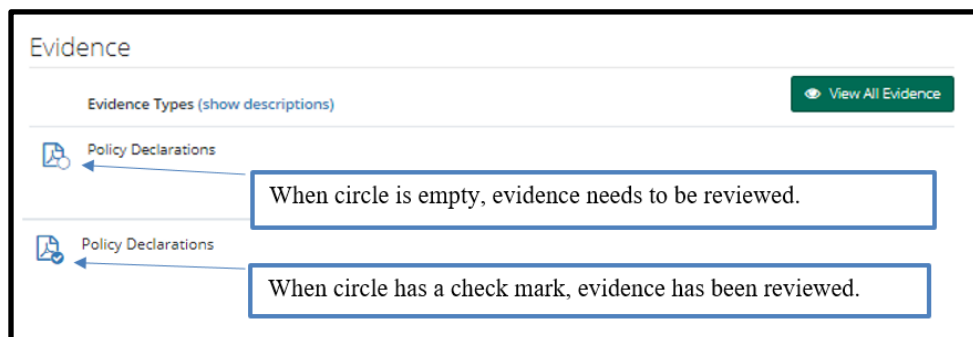 Evidence
Evidence Types (show descriptions)
View All Evidence
Policy Declarations
When circle is empty, evidence needs to be reviewed.
Policy Declarations
When circle has a check mark, evidence has been reviewed.